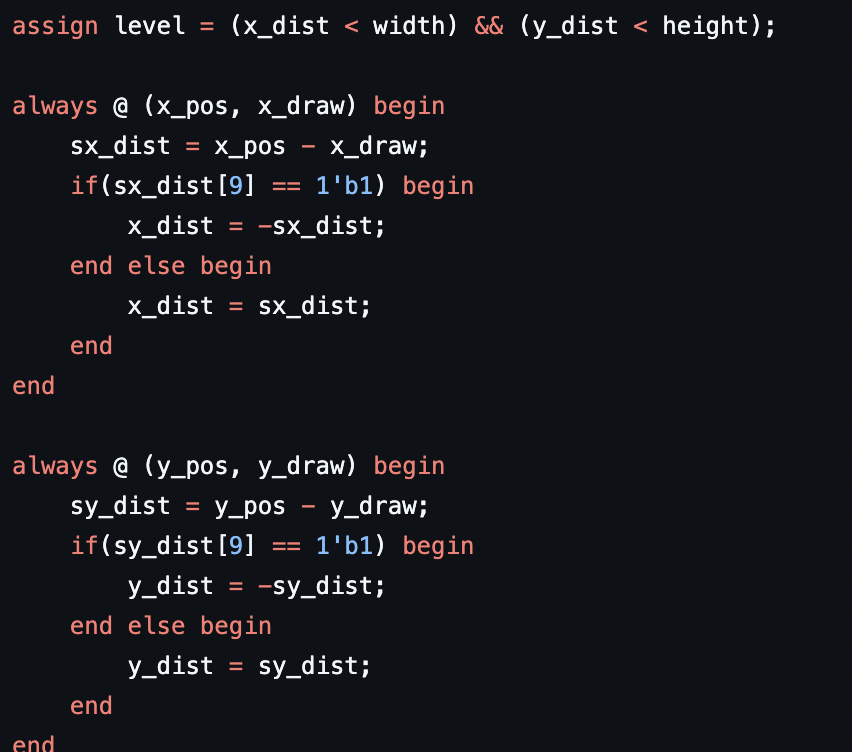 assign level = (x_dist < width) && (y_dist < height);
always @ (x_pos, x_draw) begin
    sx_dist = x_pos - x_draw;
    if(sx_dist[9] == 1'b1) begin
        x_dist = -sx_dist;
    end else begin
        x_dist = sx_dist;
    end
end
always @ (y_pos, y_draw) begin
    sy_dist = y_pos - y_draw;
    if(sy_dist[9] == 1'b1) begin
        y_dist = -sy_dist;
    end else begin
        y_dist = sy_dist;
    end
end